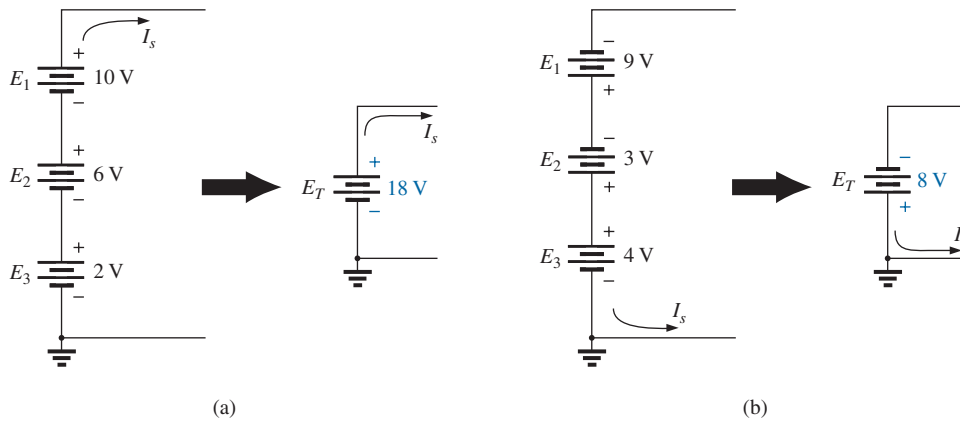 +
I_s
E_1 10 V
−
+
E_2 6 V
−
+
E_3 2 V
−
I_s
+
E_T 18 V
−
(a)
−
E_1 9 V
+
−
E_2 3 V
+
+
E_3 4 V
−
I_s
−
E_T 8 V
+
I
(b)